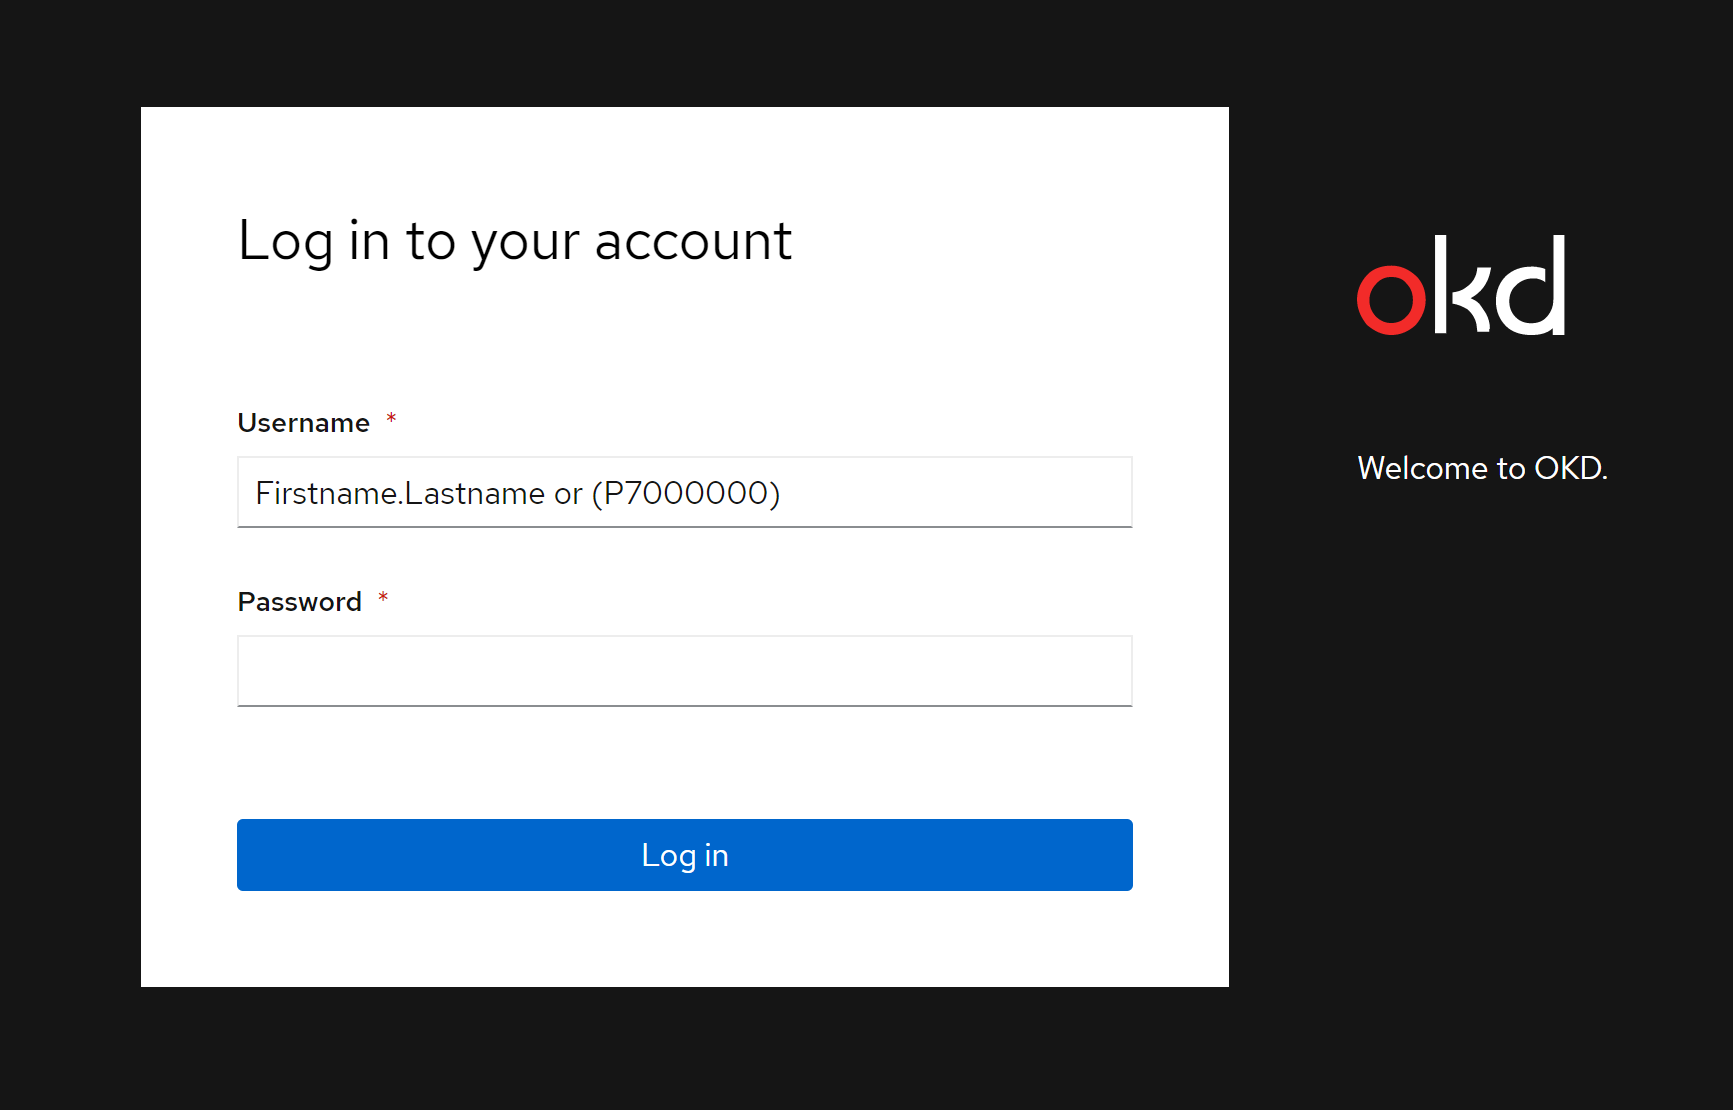 Log in to your account
Username *
Firstname.Lastname or (P7000000)
Password *
Log in
okd
Welcome to OKD.